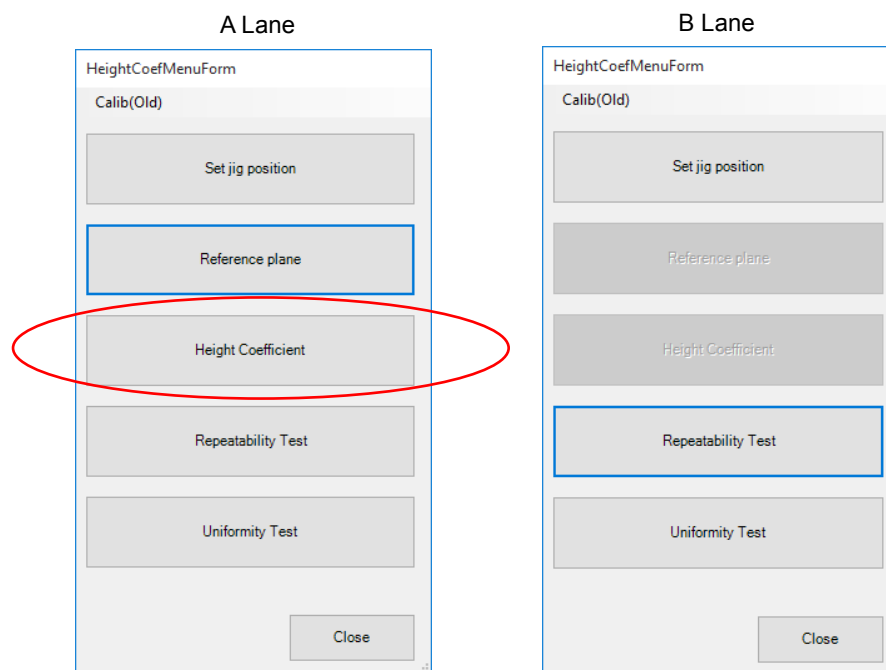 A Lane
HeightCoefMenuForm
Calib(Old)
Set jig position
Reference plane
Height Coefficient
Repeatability Test
Uniformity Test
Close
B Lane
HeightCoefMenuForm
Calib(Old)
Set jig position
Reference plane
Height Coefficient
Repeatability Test
Uniformity Test
Close